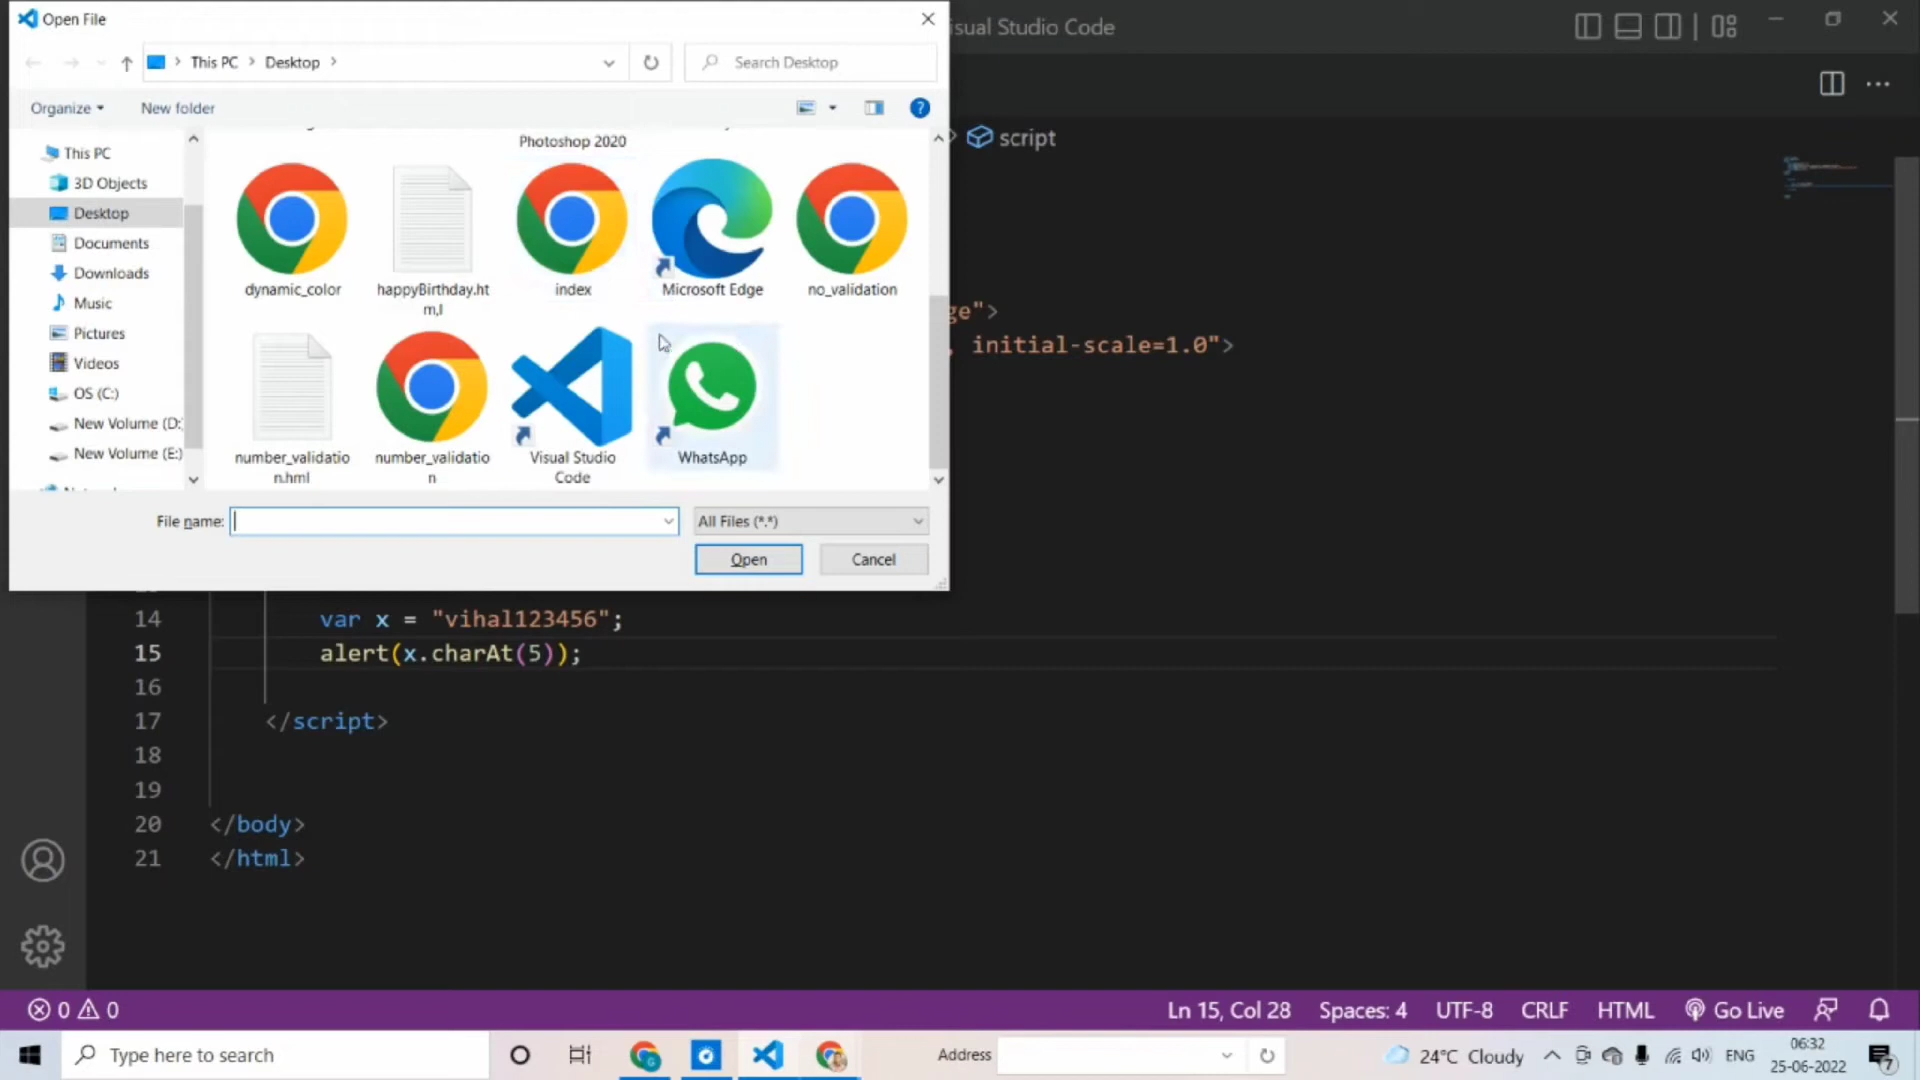 Open File
isual Studio Code
This PC
Desktop
Search Desktop
Organize
New folder
Photoshop 2020
This PC
3D Objects
Desktop
Documents
Downloads
Music
Pictures
Videos
OS (C:)
New Volume (D:
New Volume (E:)
dynamic_color
happyBirthday.ht
m,l
index
Microsoft Edge
no_validation
number_validatio
n.hml
number_validatio
n
Visual Studio
Code
WhatsApp
File name:
All Files (*.*)
Open
Cancel
script
ge">
, initial-scale=1.0">
14 var x = "vihal123456";
15 alert(x.charAt(5));
16
17 </script>
18
19
20 </body>
21 </html>
0 0
Ln 15, Col 28
Spaces: 4
UTF-8
CRLF
HTML
Go Live
Type here to search
Address
24°C Cloudy
ENG
06:32
25-06-2022
7